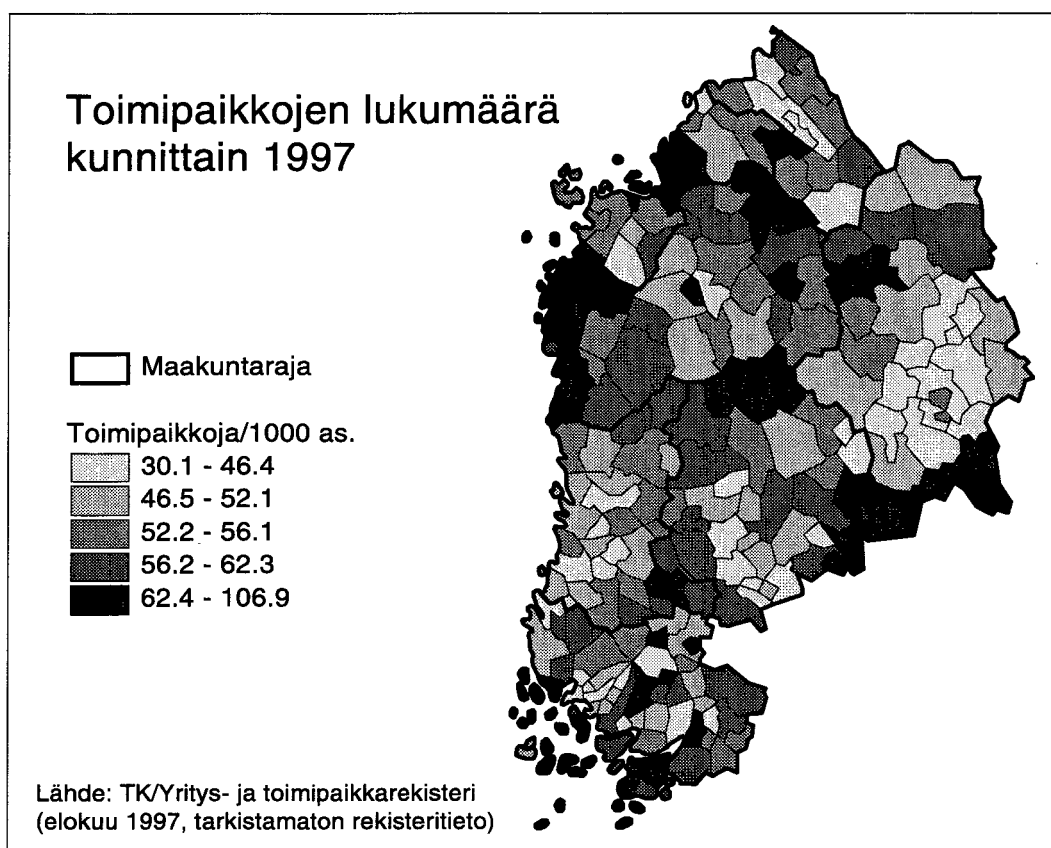 Toimipaikkojen lukumäärä
kunnittain 1997
Maakuntaraja
Toimipaikkoja/1000 as.
30.1 - 46.4
46.5 - 52.1
52.2 - 56.1
56.2 - 62.3
62.4 - 106.9
Lähde: TK/Yritys- ja toimipaikkarekisteri
(elokuu 1997, tarkistamaton rekisteritieto)